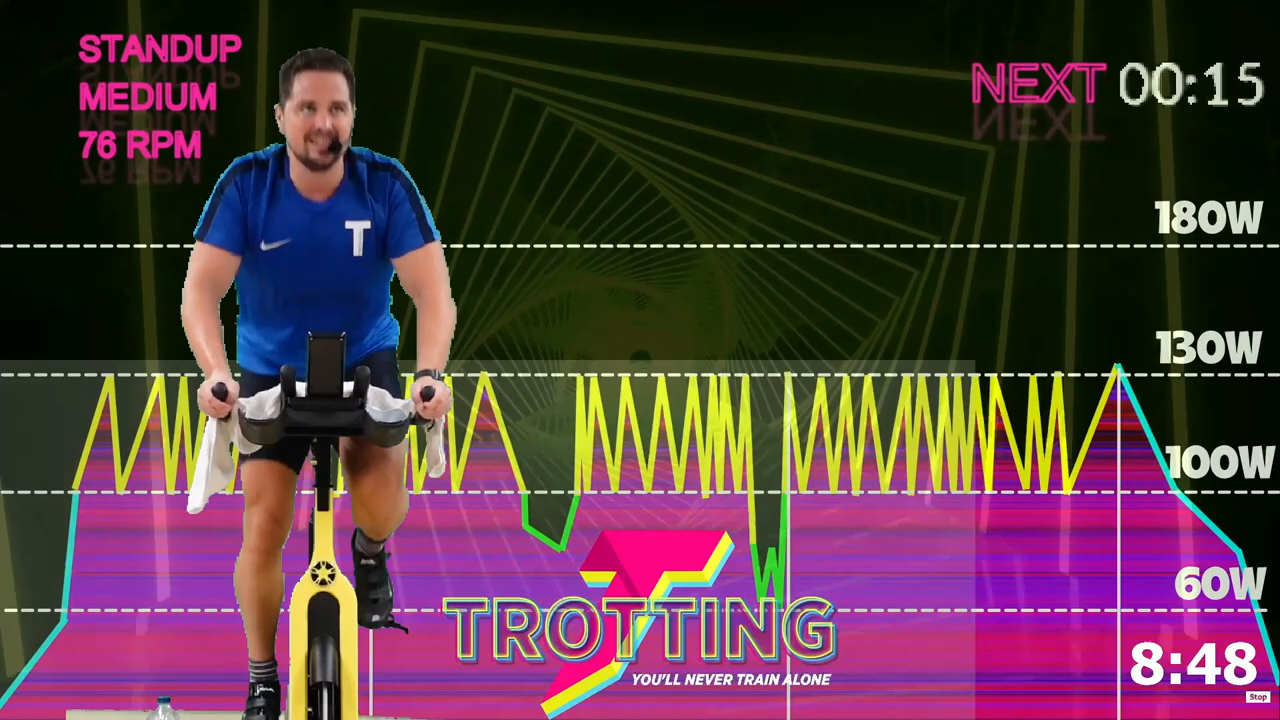 STANDUP
MEDIUM
76 RPM
NEXT 00:15
180W
130W
100W
60W
T
TROTTING
YOU'LL NEVER TRAIN ALONE
8:48
Stop